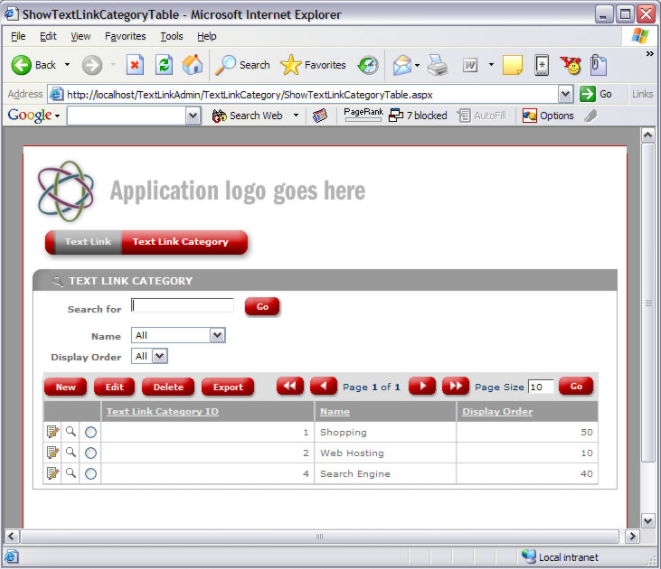 ShowTextLinkCategoryTable - Microsoft Internet Explorer
File Edit View Favorites Tools Help
Back Search Favorites
Address http://localhost/TextLinkAdmin/TextLinkCategory/ShowTextLinkCategoryTable.aspx Go Links
Google Search Web PageRank 7 blocked AutoFill Options
Application logo goes here
Text Link Text Link Category
TEXT LINK CATEGORY
Search for Go
Name All
Display Order All
New Edit Delete Export Page 1 of 1 Page Size 10 Go
Text Link Category ID Name Display Order
1 Shopping 50
2 Web Hosting 10
4 Search Engine 40
Local intranet